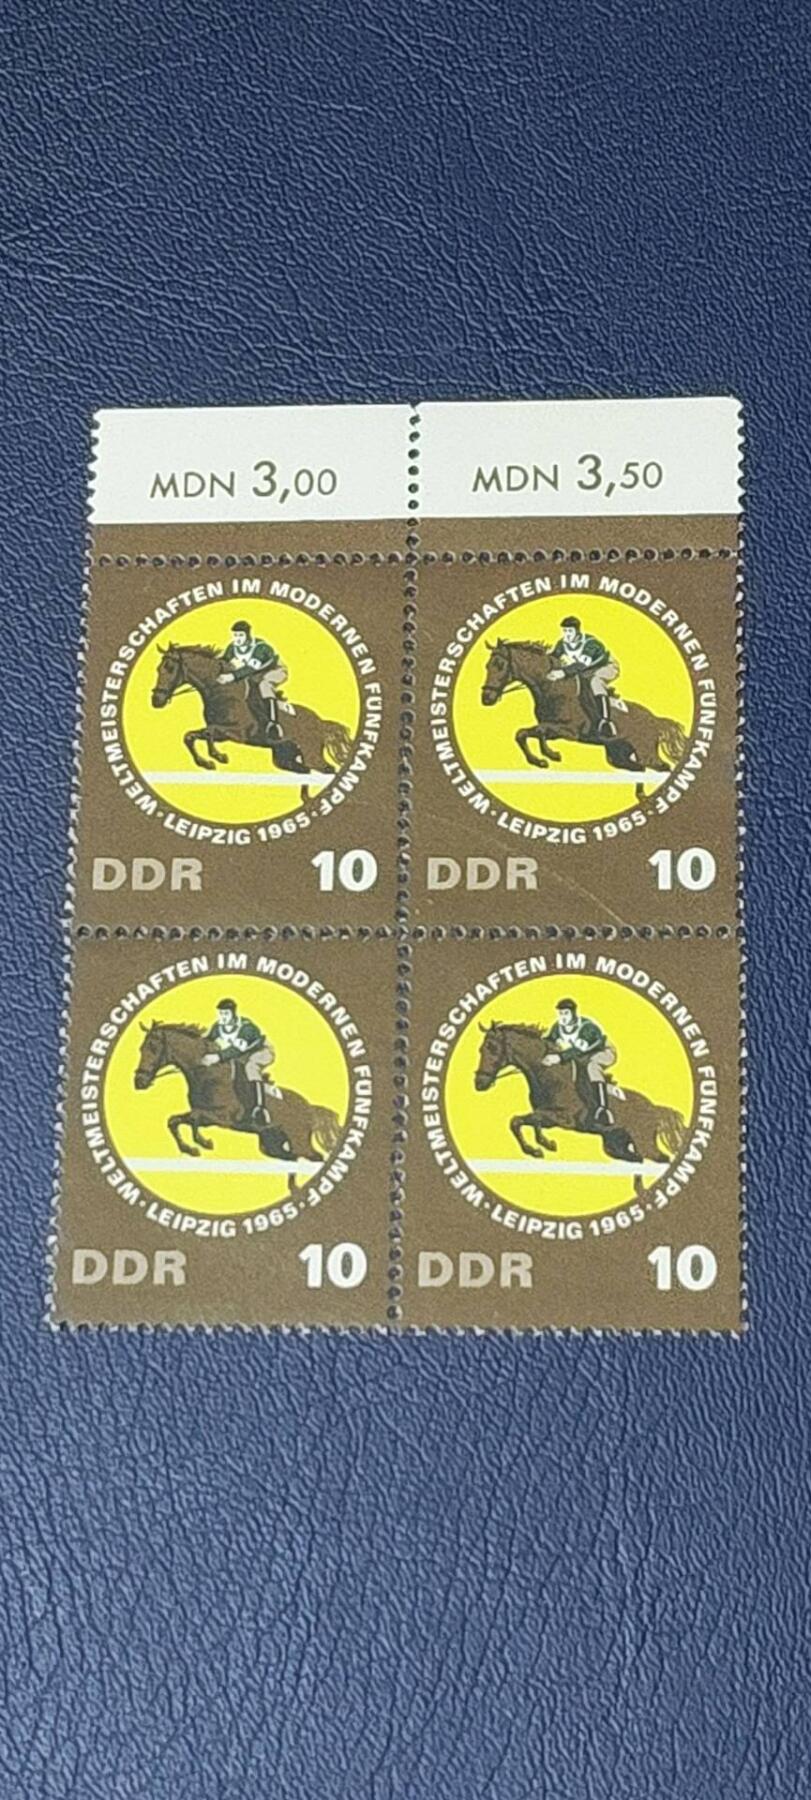 MDN 3,00 MDN 3,50
WELTMEISTERSCHAFTEN IM MODERNEN FÜNFKAMPF · LEIPZIG 1965 ·
DDR 10
WELTMEISTERSCHAFTEN IM MODERNEN FÜNFKAMPF · LEIPZIG 1965 ·
DDR 10
WELTMEISTERSCHAFTEN IM MODERNEN FÜNFKAMPF · LEIPZIG 1965 ·
DDR 10
WELTMEISTERSCHAFTEN IM MODERNEN FÜNFKAMPF · LEIPZIG 1965 ·
DDR 10